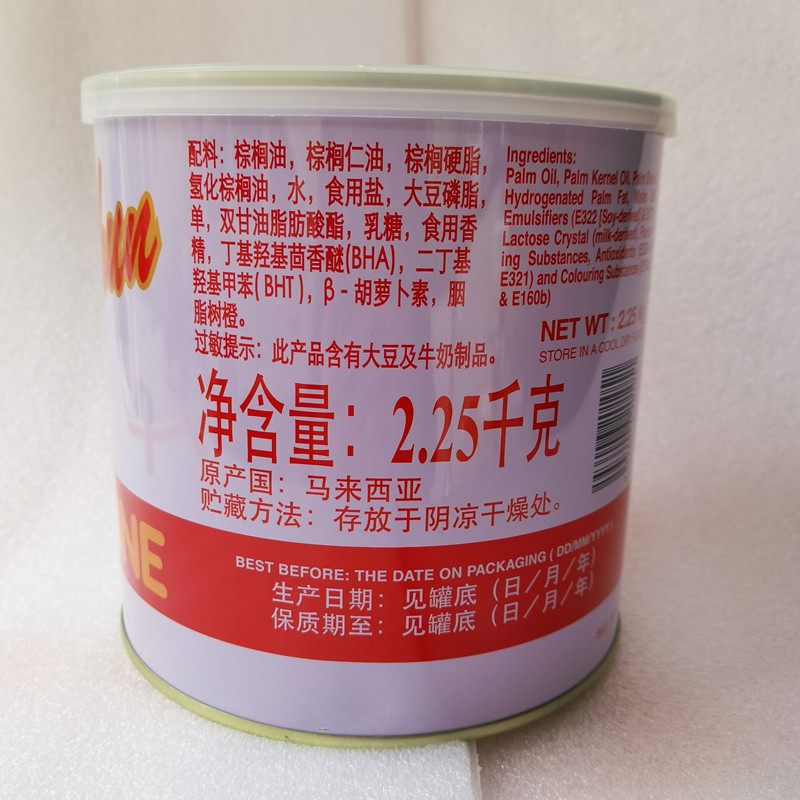 配料：棕榈油，棕榈仁油，棕榈硬脂，
氢化棕榈油，水，食用盐，大豆磷脂，
单，双甘油脂肪酸酯，乳糖，食用香
精，丁基羟基茴香醚(BHA)，二丁基
羟基甲苯(BHT)，β-胡萝卜素，胭
脂树橙。
过敏提示：此产品含有大豆及牛奶制品。
净含量：2.25千克
原产国：马来西亚
贮藏方法：存放于阴凉干燥处。
Ingredients:
Palm Oil, Palm Kernel Oil, Palm
Hydrogenated Palm Fat,
Emulsifiers (E322 [Soy-derived]
Lactose Crystal (milk-derived),
ing Substances, Antioxidants
E321) and Colouring Substances
& E160b)
NET WT : 2.25
STORE IN A COOL DRY
NE
BEST BEFORE: THE DATE ON PACKAGING ( DD/MM/YYYY )
生产日期：见罐底（日／月／年）
保质期至：见罐底（日／月／年）